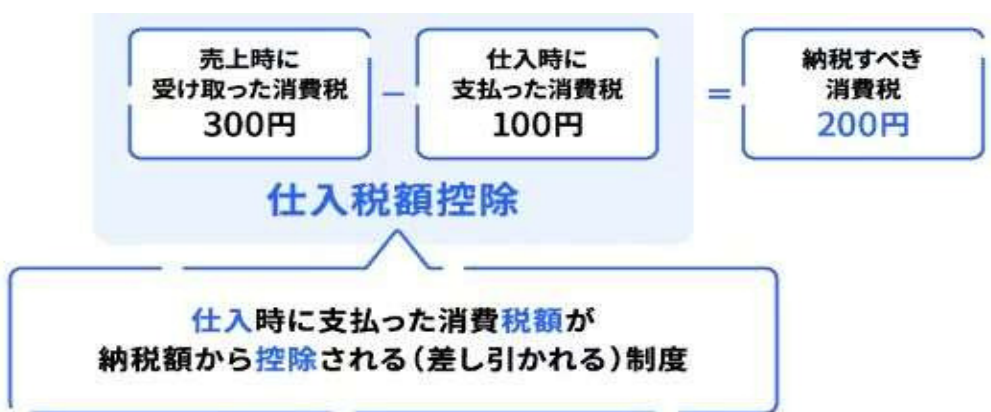 売上時に
受け取った消費税
300円
−
仕入時に
支払った消費税
100円
=
納税すべき
消費税
200円
仕入税額控除
仕入時に支払った消費税額が
納税額から控除される(差し引かれる)制度